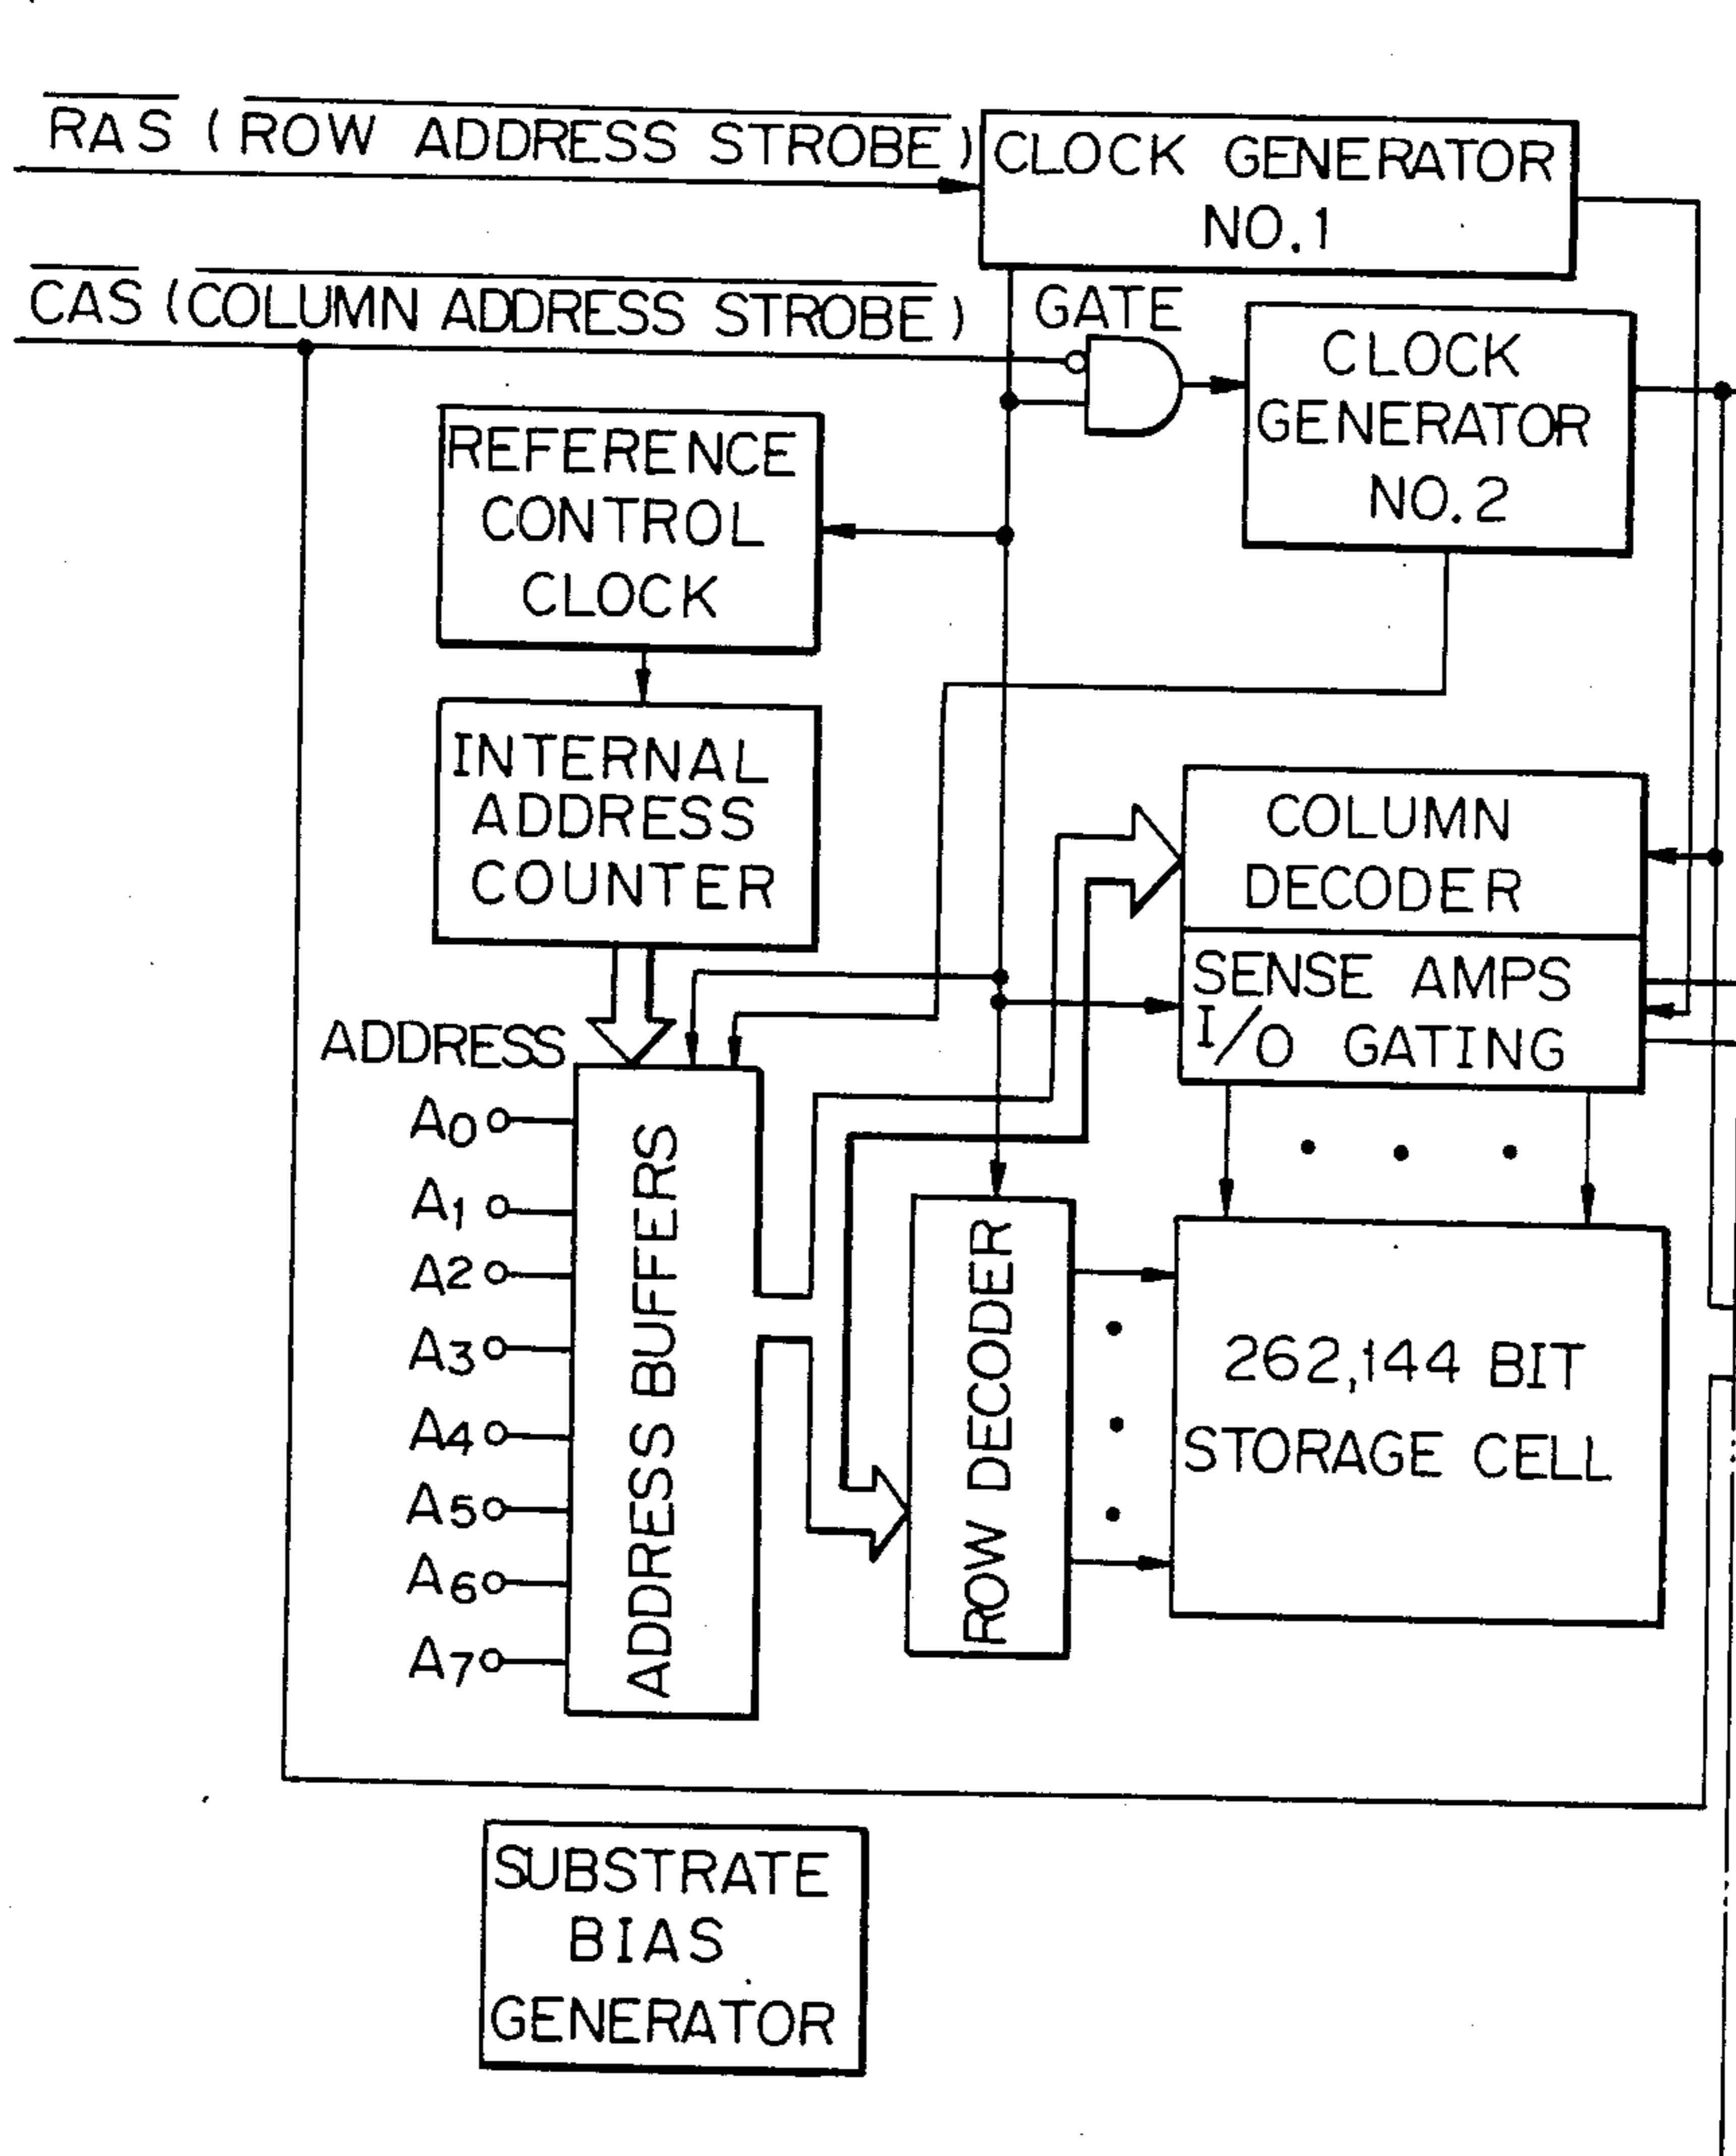 RAS (ROW ADDRESS STROBE)
CLOCK GENERATOR
NO.1
CAS (COLUMN ADDRESS STROBE)
GATE
CLOCK
GENERATOR
NO.2
REFERENCE
CONTROL
CLOCK
INTERNAL
ADDRESS
COUNTER
COLUMN
DECODER
SENSE AMPS
I/O GATING
ADDRESS
A0
A1
A2
A3
A4
A5
A6
A7
ADDRESS BUFFERS
ROW DECODER
262,144 BIT
STORAGE CELL
SUBSTRATE
BIAS
GENERATOR